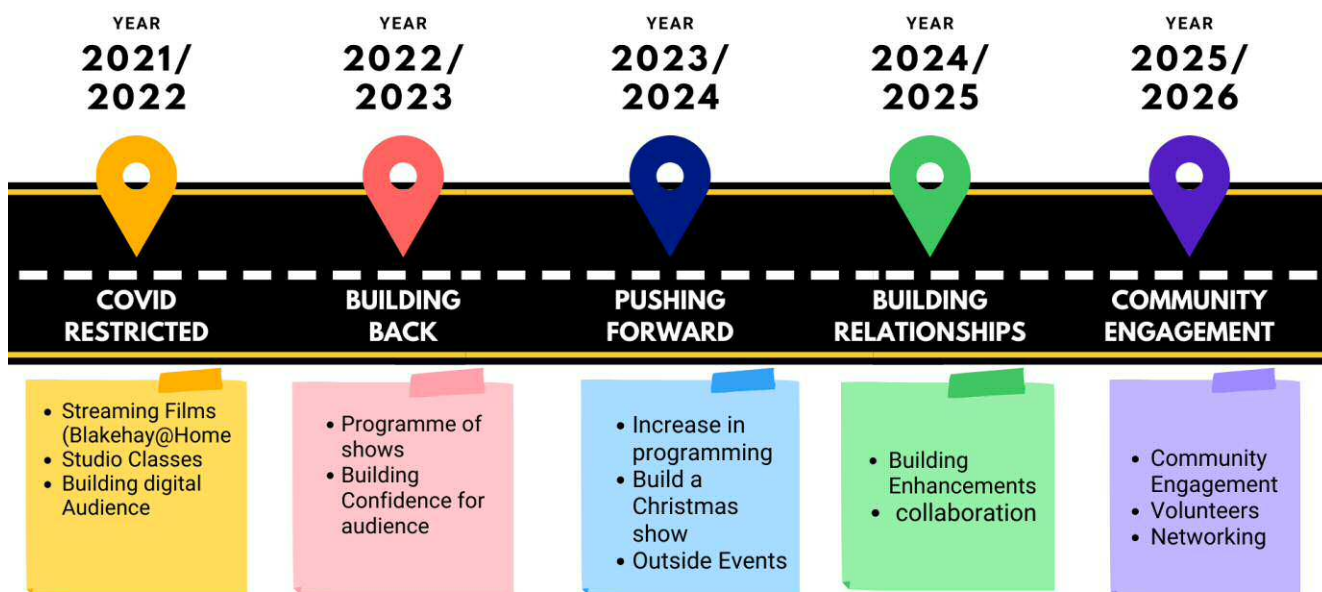 YEAR
2021/
2022
YEAR
2022/
2023
YEAR
2023/
2024
YEAR
2024/
2025
YEAR
2025/
2026
COVID
RESTRICTED
BUILDING
BACK
PUSHING
FORWARD
BUILDING
RELATIONSHIPS
COMMUNITY
ENGAGEMENT
• Streaming Films
(Blakehay@Home
• Studio Classes
• Building digital
Audience
• Programme of
shows
• Building
Confidence for
audience
• Increase in
programming
• Build a
Christmas
show
• Outside Events
• Building
Enhancements
• collaboration
• Community
Engagement
• Volunteers
• Networking